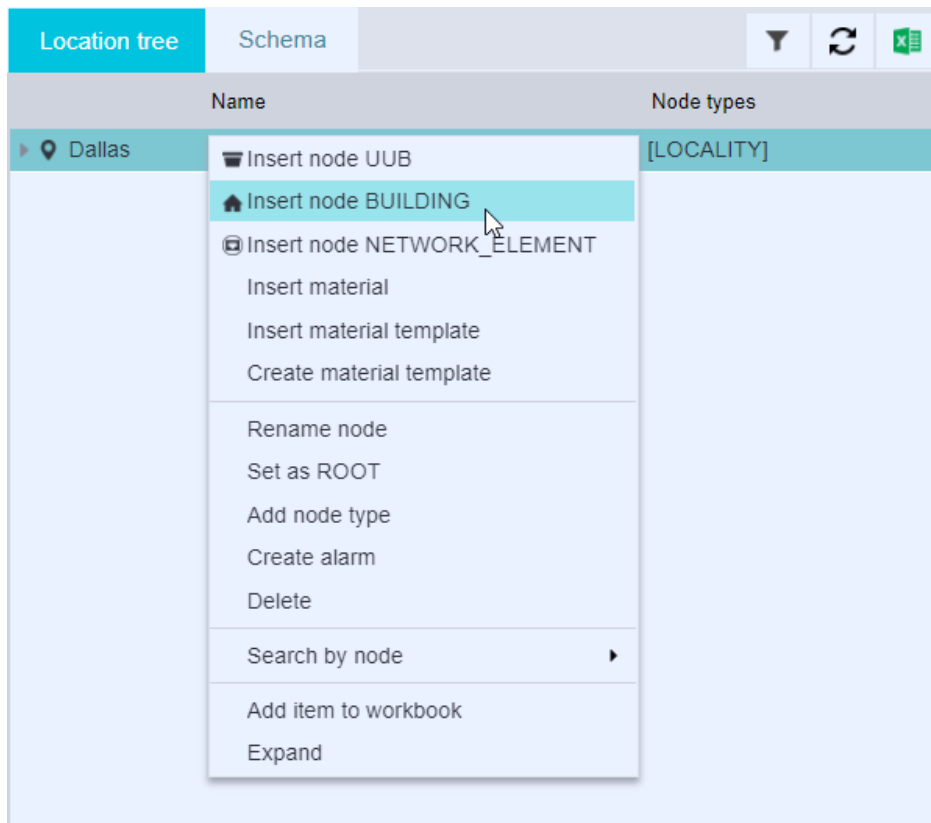 Location tree Schema
Name Node types
Dallas [LOCALITY]
Insert node UUB
Insert node BUILDING
Insert node NETWORK_ELEMENT
Insert material
Insert material template
Create material template
Rename node
Set as ROOT
Add node type
Create alarm
Delete
Search by node
Add item to workbook
Expand